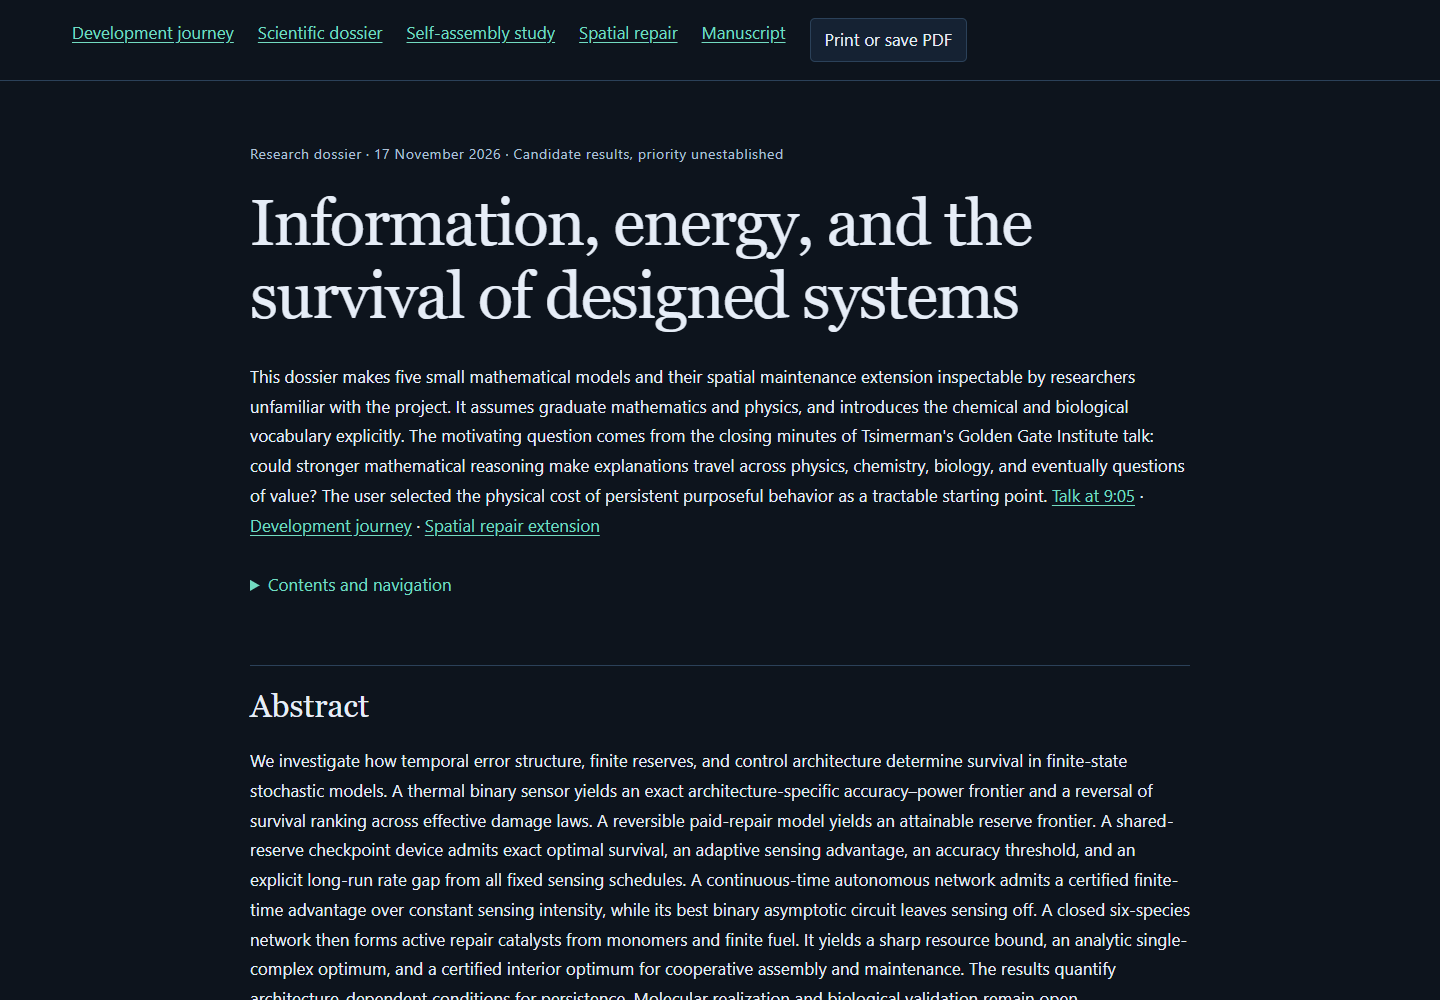 Development journey Scientific dossier Self-assembly study Spatial repair Manuscript Print or save PDF
Research dossier · 17 November 2026 · Candidate results, priority unestablished
Information, energy, and the
survival of designed systems
This dossier makes five small mathematical models and their spatial maintenance extension inspectable by researchers
unfamiliar with the project. It assumes graduate mathematics and physics, and introduces the chemical and biological
vocabulary explicitly. The motivating question comes from the closing minutes of Tsimerman's Golden Gate Institute talk:
could stronger mathematical reasoning make explanations travel across physics, chemistry, biology, and eventually questions
of value? The user selected the physical cost of persistent purposeful behavior as a tractable starting point. Talk at 9:05 ·
Development journey · Spatial repair extension
Contents and navigation
Abstract
We investigate how temporal error structure, finite reserves, and control architecture determine survival in finite-state
stochastic models. A thermal binary sensor yields an exact architecture-specific accuracy–power frontier and a reversal of
survival ranking across effective damage laws. A reversible paid-repair model yields an attainable reserve frontier. A shared-
reserve checkpoint device admits exact optimal survival, an adaptive sensing advantage, an accuracy threshold, and an
explicit long-run rate gap from all fixed sensing schedules. A continuous-time autonomous network admits a certified finite-
time advantage over constant sensing intensity, while its best binary asymptotic circuit leaves sensing off. A closed six-species
network then forms active repair catalysts from monomers and finite fuel. It yields a sharp resource bound, an analytic single-
complex optimum, and a certified interior optimum for cooperative assembly and maintenance. The results quantify
architecture-dependent conditions for persistence. Molecular realization and biological validation remain open.